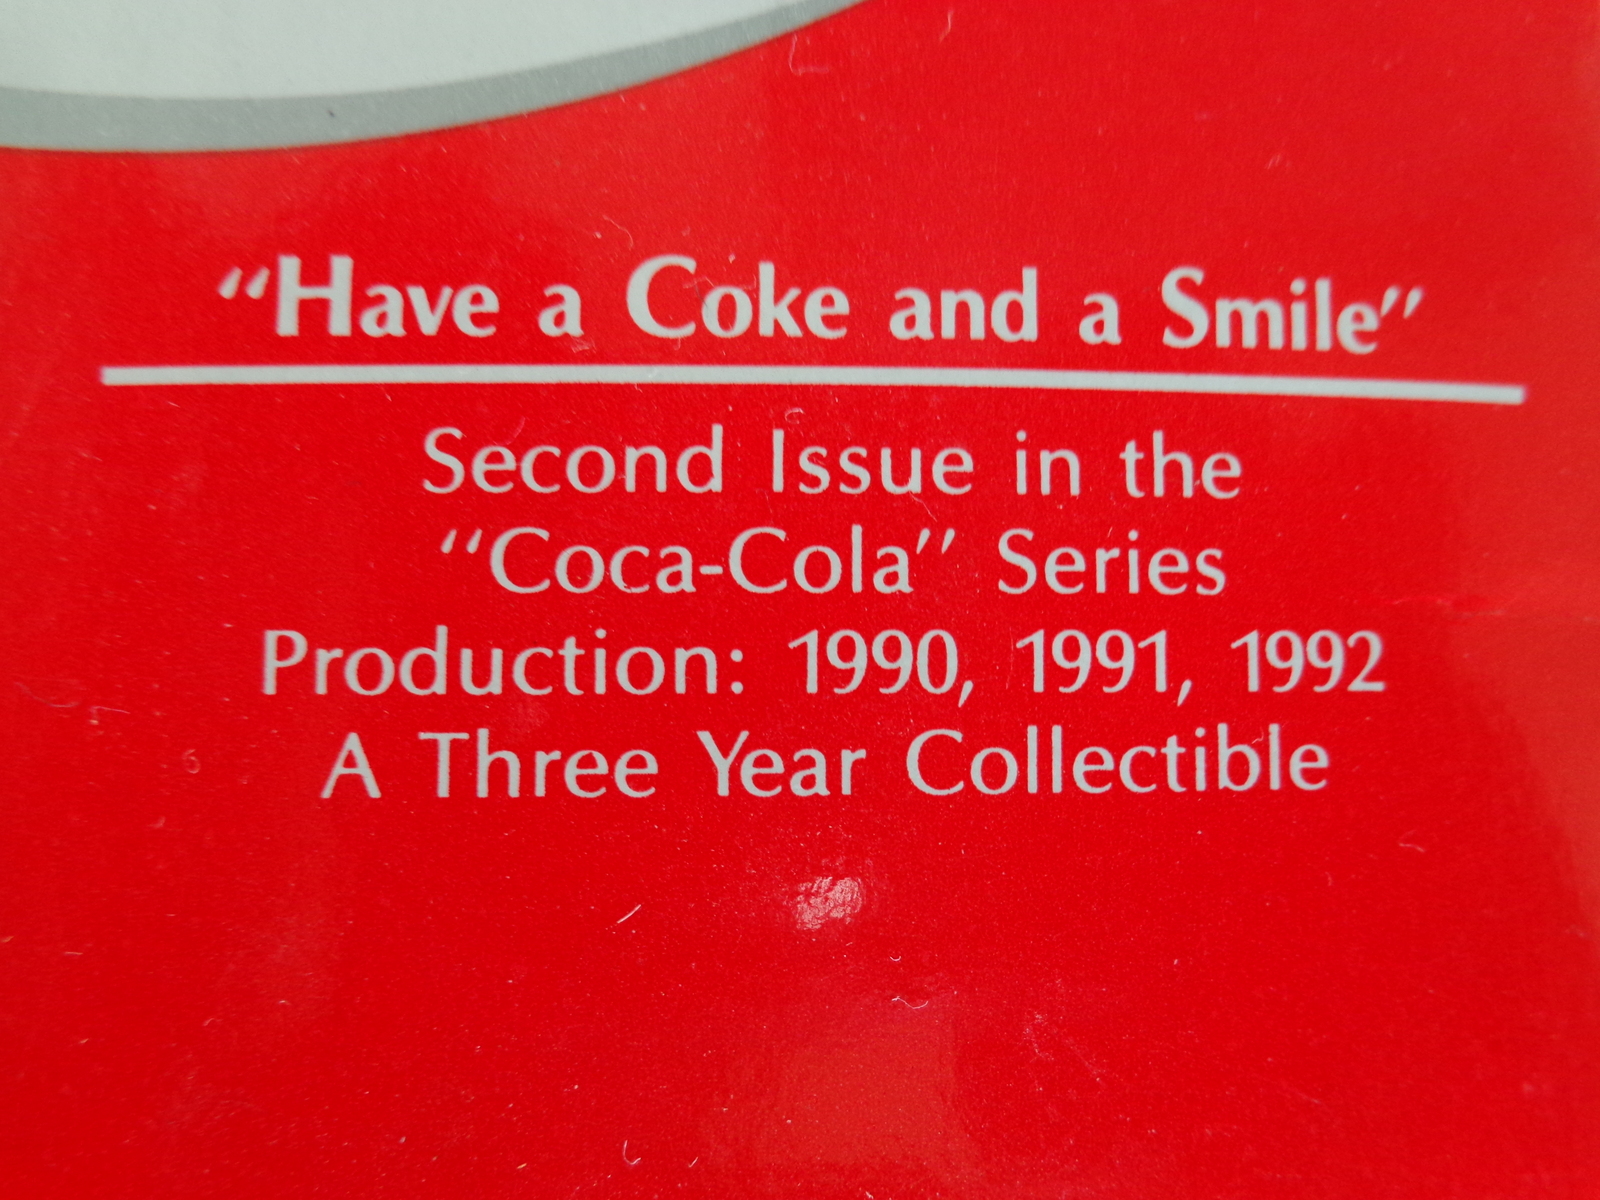 “Have a Coke and a Smile”
Second Issue in the
“Coca-Cola” Series
Production: 1990, 1991, 1992
A Three Year Collectible